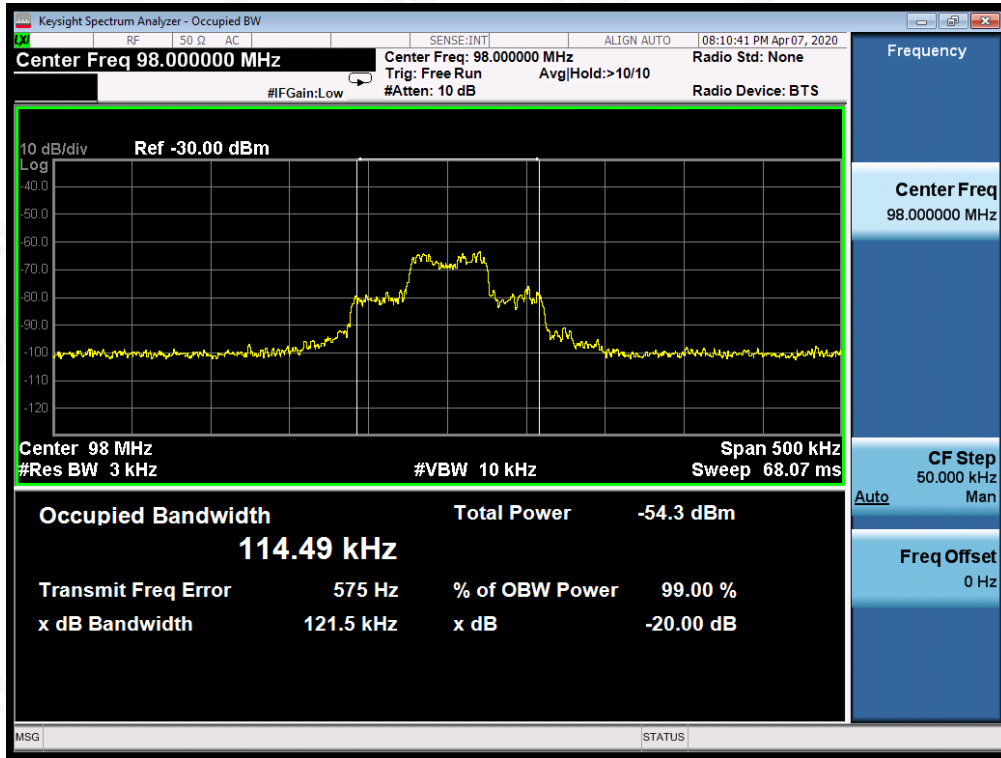 Keysight Spectrum Analyzer - Occupied BW
LXI RF 50 Ω AC SENSE:INT ALIGN AUTO 08:10:41 PM Apr 07, 2020
Center Freq 98.000000 MHz
#IFGain:Low
Center Freq: 98.000000 MHz
Trig: Free Run Avg|Hold:>10/10
#Atten: 10 dB
Radio Std: None
Radio Device: BTS
10 dB/div Ref -30.00 dBm
Log
-40.0
-50.0
-60.0
-70.0
-80.0
-90.0
-100
-110
-120
Center 98 MHz Span 500 kHz
#Res BW 3 kHz #VBW 10 kHz Sweep 68.07 ms
Occupied Bandwidth Total Power -54.3 dBm
114.49 kHz
Transmit Freq Error 575 Hz % of OBW Power 99.00 %
x dB Bandwidth 121.5 kHz x dB -20.00 dB
Frequency
Center Freq
98.000000 MHz
CF Step
50.000 kHz
Auto Man
Freq Offset
0 Hz
MSG STATUS